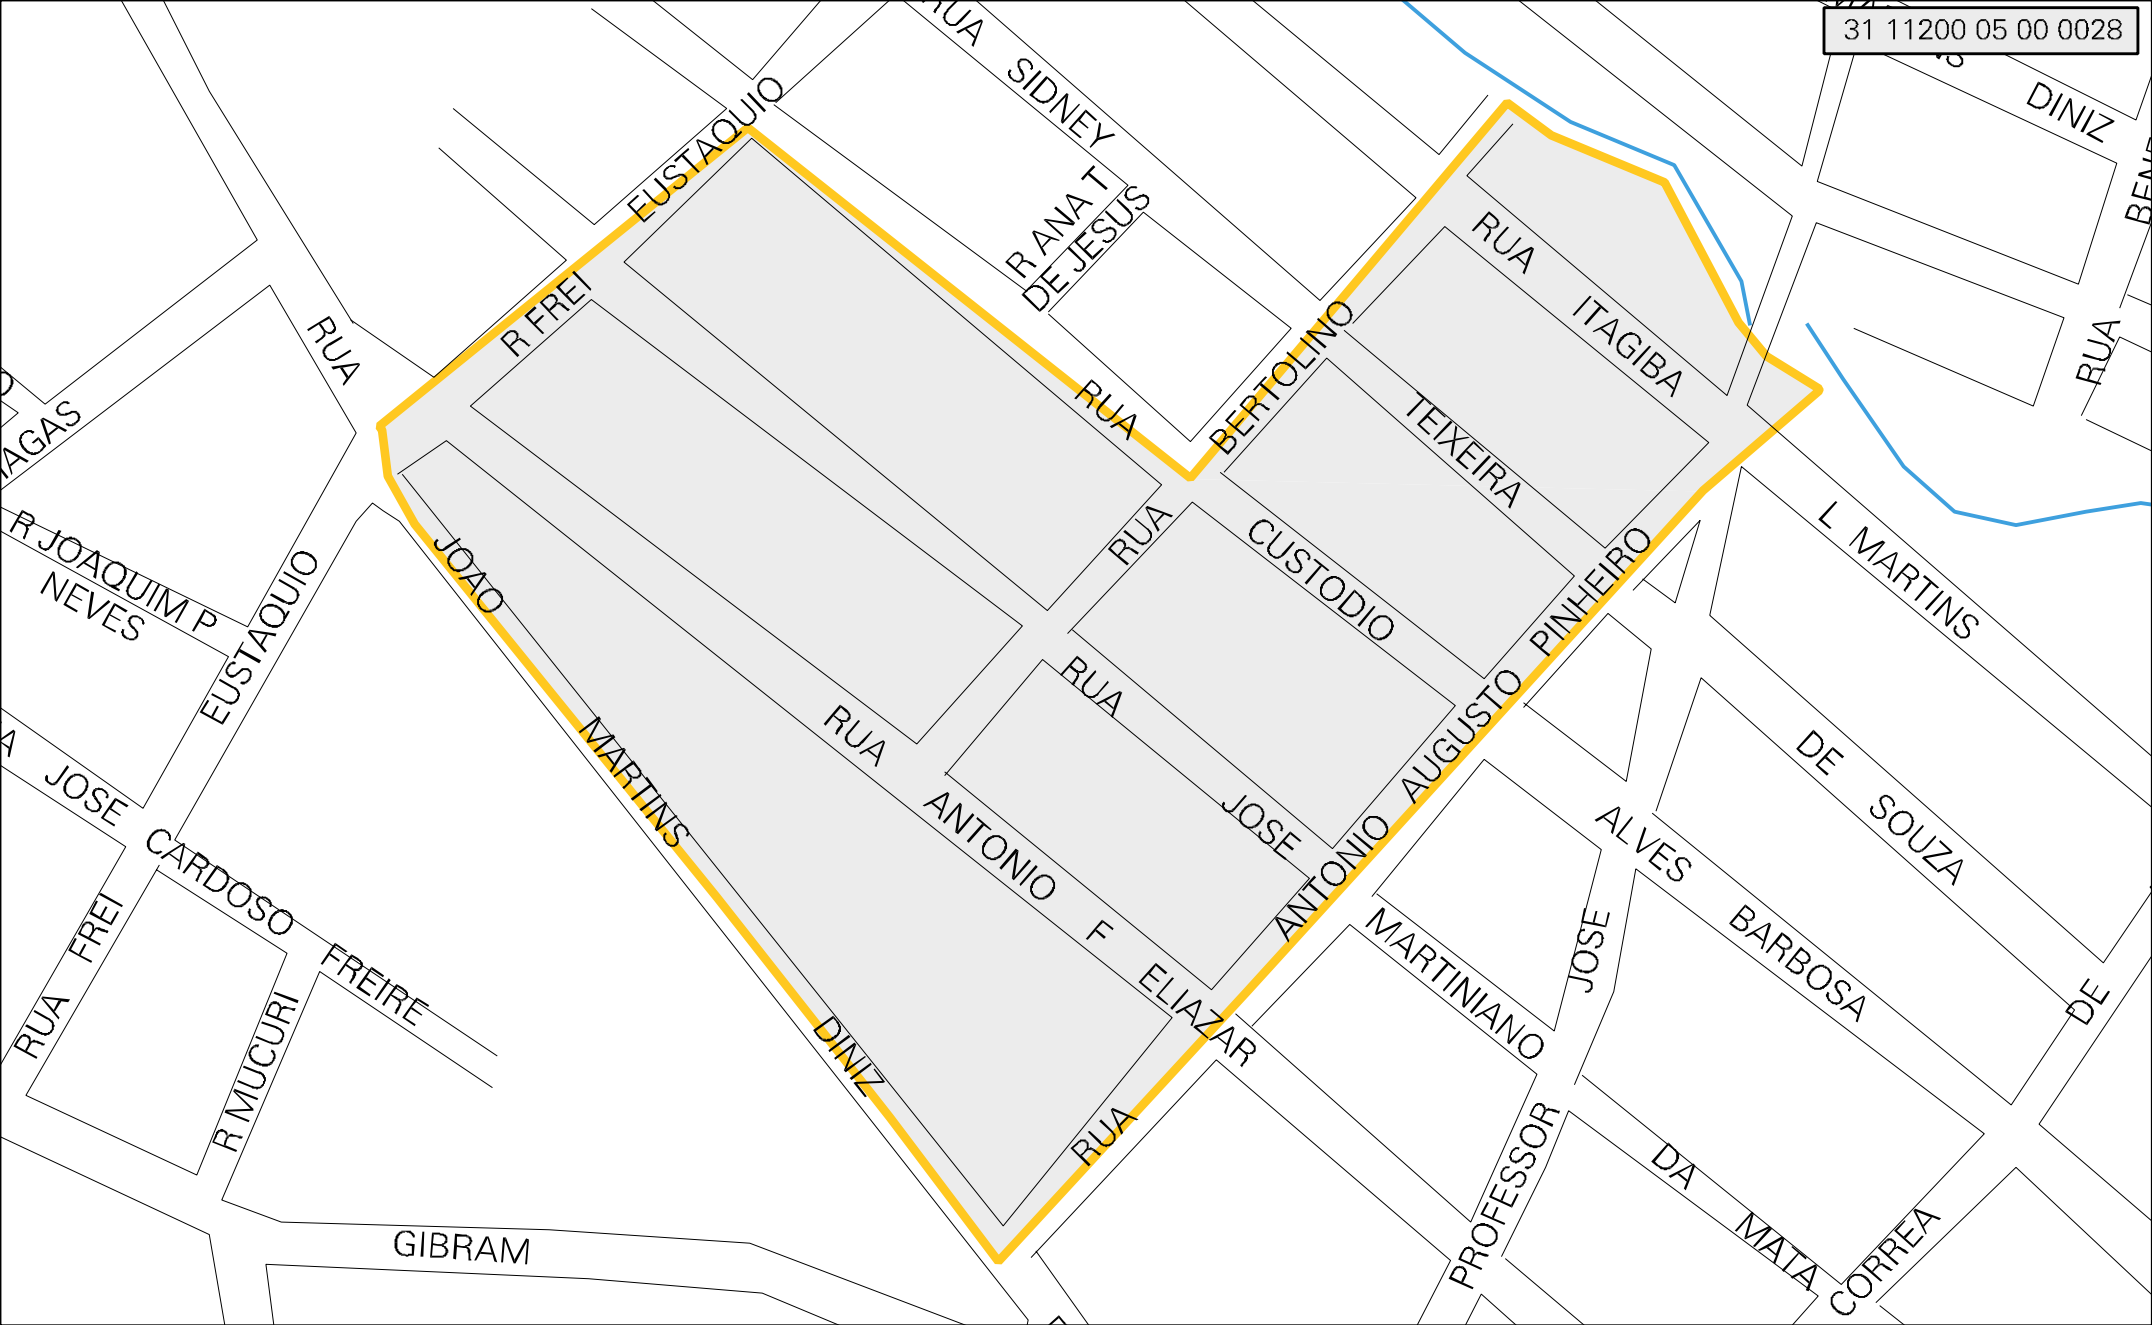 31 11200 05 00 0028
RUA SIDNEY
DINIZ
R ANA T
DE JESUS
R FREI EUSTAQUIO
RUA
RUA ITAGIBA
RUA BERTOLINO
TEIXEIRA
RUA CUSTODIO
RUA
RUA EUSTAQUIO
R JOAQUIM P
NEVES
JOSE CARDOSO FREIRE
RUA FREI
R MUCURI
GIBRAM
JOAO MARTINS DINIZ
RUA ANTONIO F ELIAZAR
RUA JOSE
MARTINIANO DA MATA
RUA ANTONIO AUGUSTO PINHEIRO
L MARTINS DE SOUZA
ALVES BARBOSA
PROFESSOR JOSE
CORREA DE